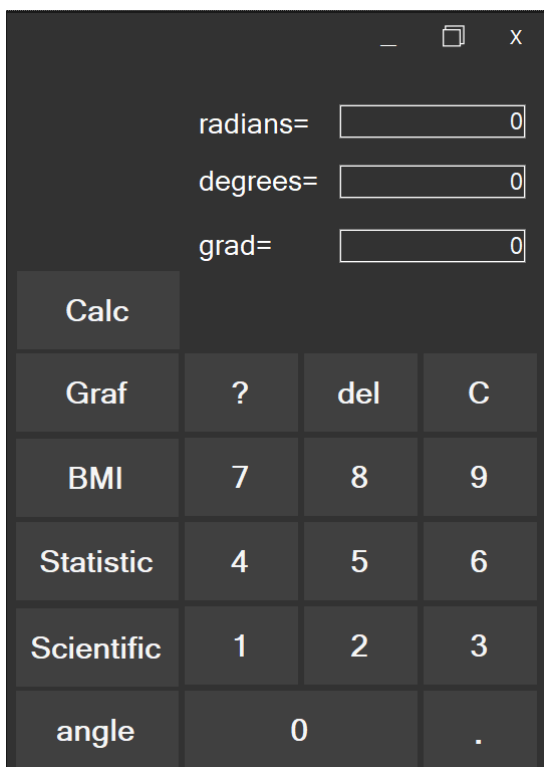 _ X
radians= 0
degrees= 0
grad= 0
Calc
Graf ? del C
BMI 7 8 9
Statistic 4 5 6
Scientific 1 2 3
angle 0 .